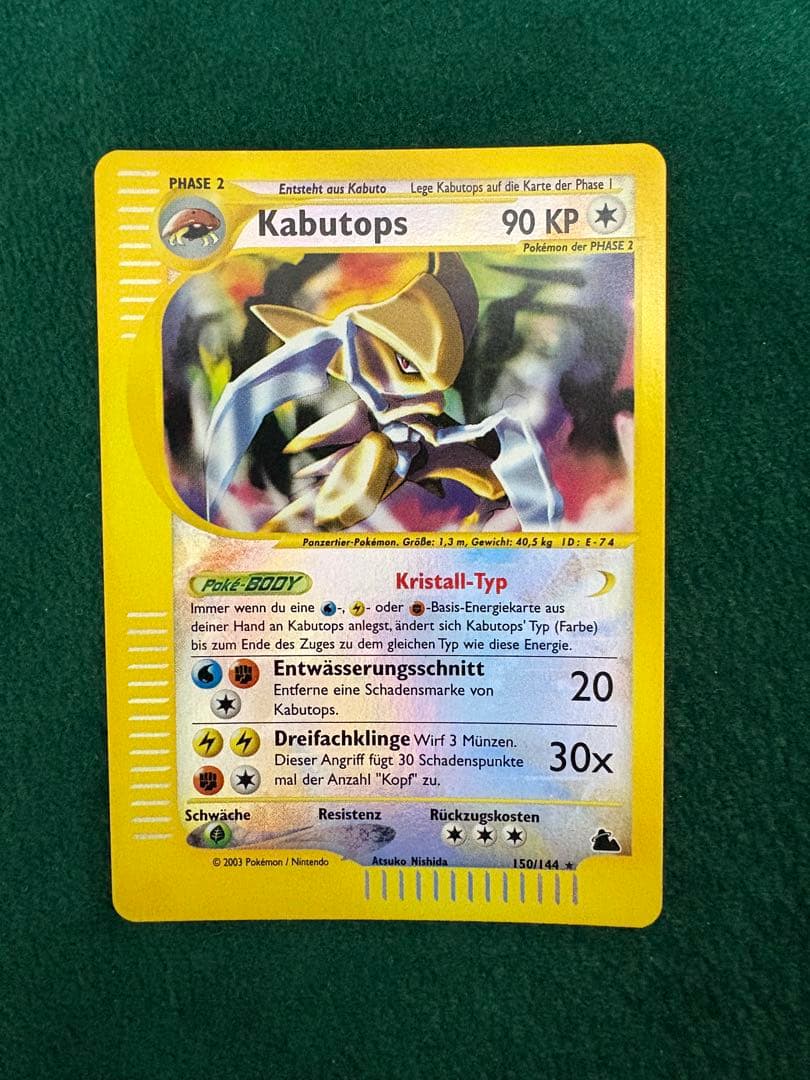 PHASE 2 Entsteht aus Kabuto Lege Kabutops auf die Karte der Phase 1
Kabutops 90 KP
Pokémon der PHASE 2
Panzertier-Pokémon. Größe: 1,3 m, Gewicht: 40,5 kg ID: E-74
Poké-BODY Kristall-Typ
Immer wenn du eine -, - oder -Basis-Energiekarte aus
deiner Hand an Kabutops anlegst, ändert sich Kabutops' Typ (Farbe)
bis zum Ende des Zuges zu dem gleichen Typ wie diese Energie.
Entwässerungsschnitt 20
Entferne eine Schadensmarke von
Kabutops.
Dreifachklinge Wirf 3 Münzen. 30x
Dieser Angriff fügt 30 Schadenspunkte
mal der Anzahl "Kopf" zu.
Schwäche Resistenz Rückzugskosten
© 2003 Pokémon / Nintendo Atsuko Nishida 150/144 ★